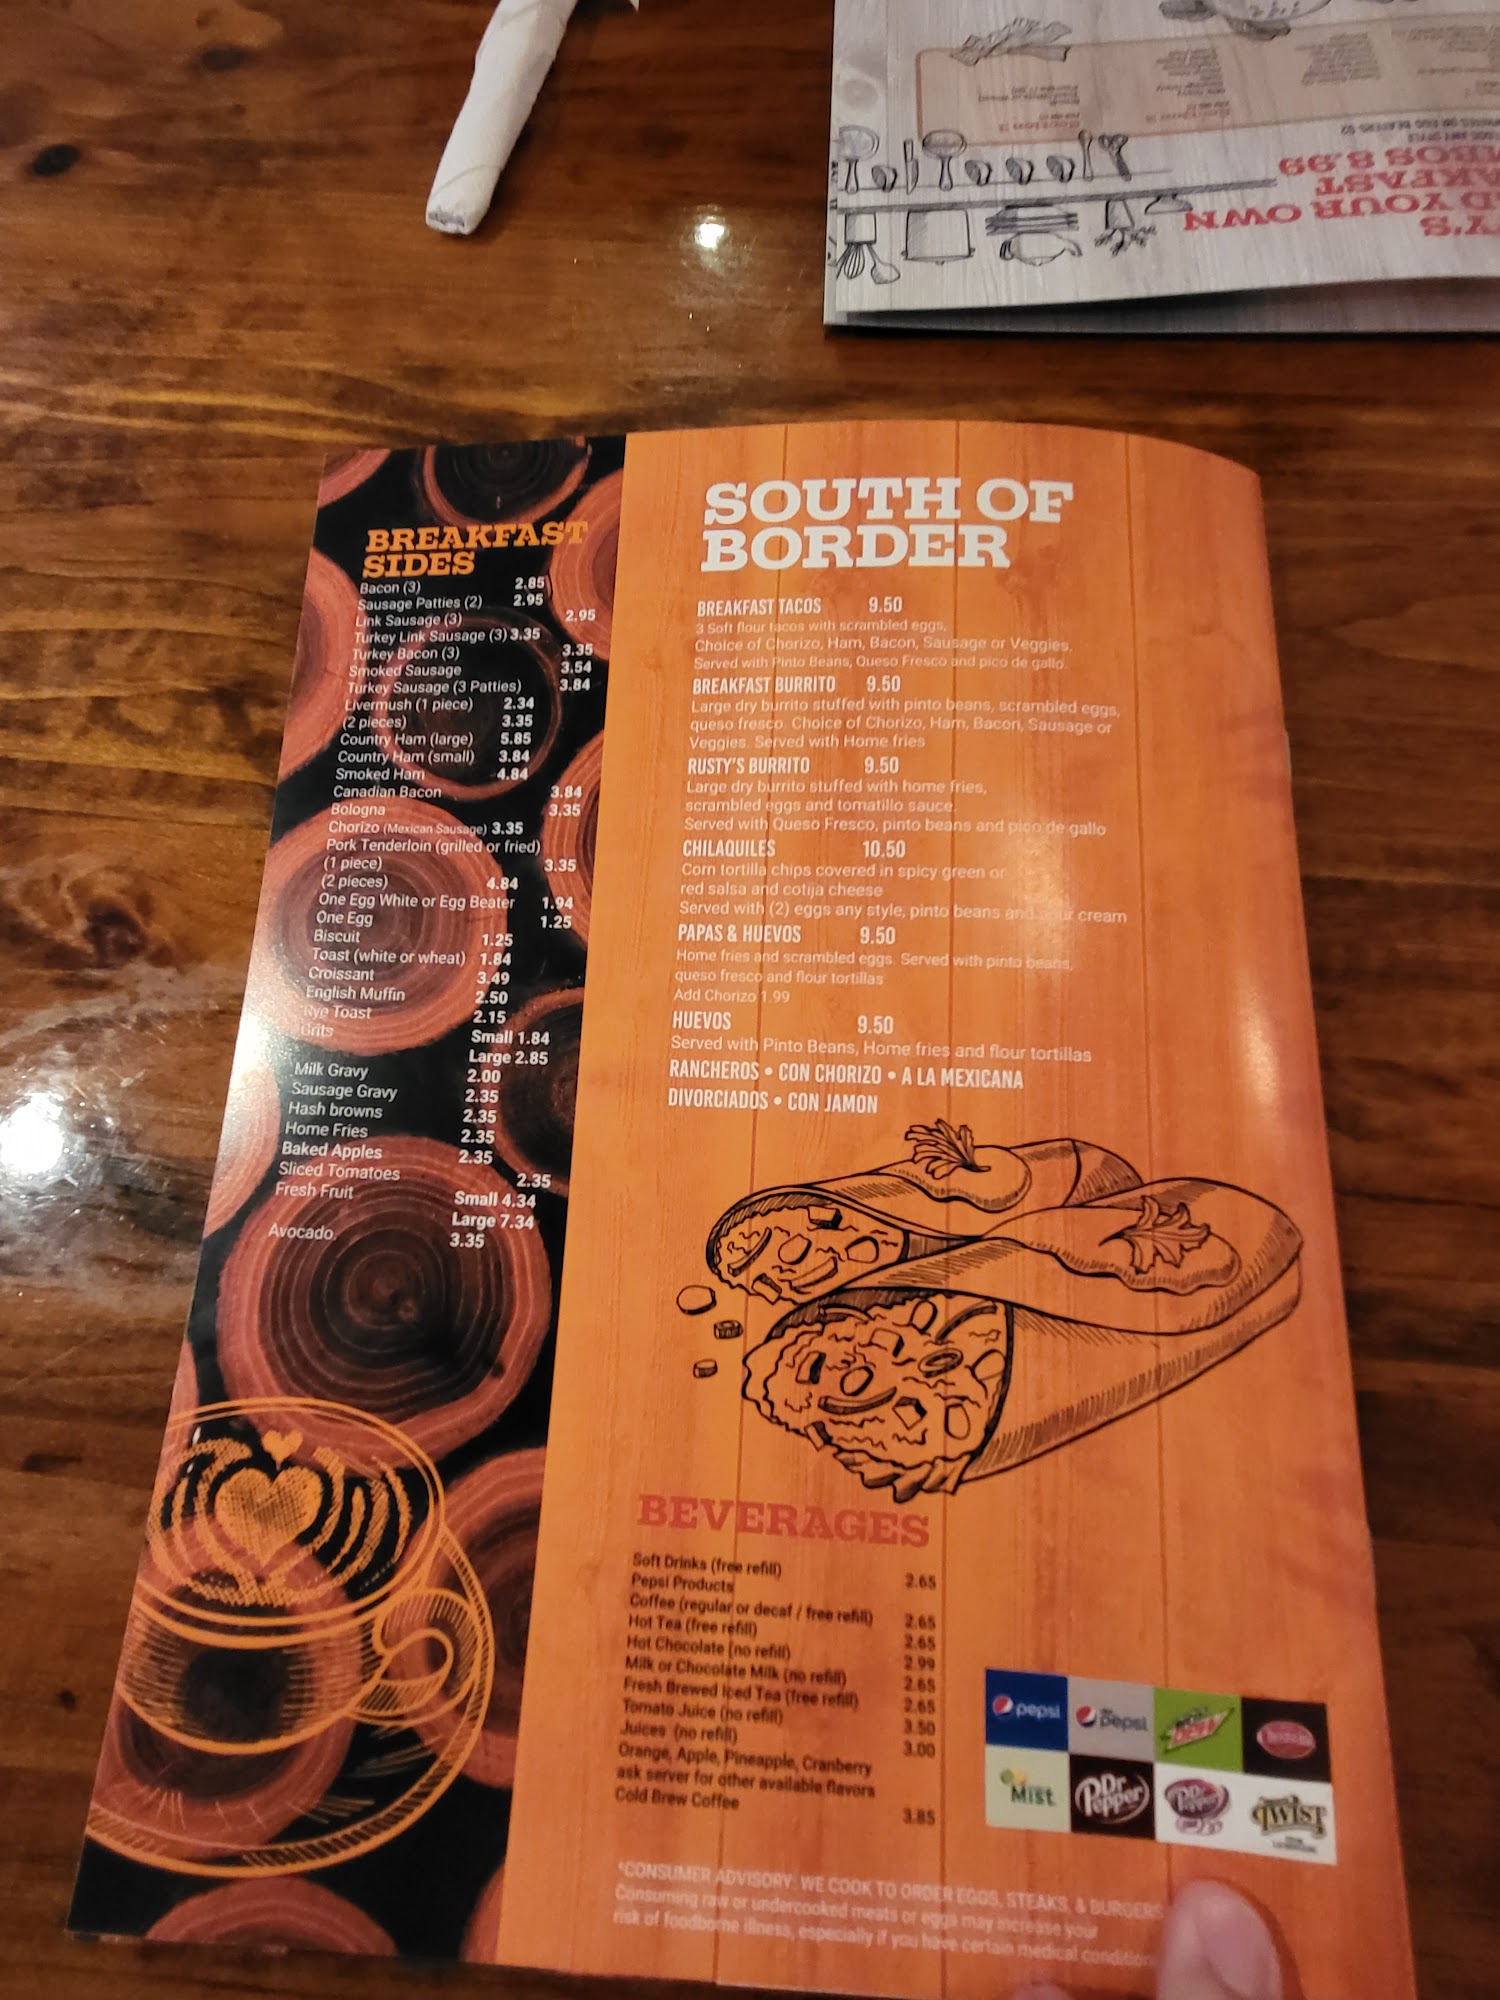 BREAKFAST
SIDES
Bacon (3) 2.85
Sausage Patties (2) 2.95
Link Sausage (3) 2.95
Turkey Link Sausage (3) 3.35
Turkey Bacon (3) 3.35
Smoked Sausage 3.54
Turkey Sausage (3 Patties) 3.84
Livermush (1 piece) 2.34
(2 pieces) 3.35
Country Ham (large) 5.85
Country Ham (small) 3.84
Smoked Ham 4.84
Canadian Bacon 3.84
Bologna 3.35
Chorizo (Mexican Sausage) 3.35
Pork Tenderloin (grilled or fried)
(1 piece) 3.35
(2 pieces) 4.84
One Egg White or Egg Beater 1.94
One Egg 1.25
Biscuit 1.25
Toast (white or wheat) 1.84
Croissant 3.49
English Muffin 2.50
Rye Toast 2.15
Grits Small 1.84
Large 2.85
Milk Gravy 2.00
Sausage Gravy 2.35
Hash browns 2.35
Home Fries 2.35
Baked Apples 2.35
Sliced Tomatoes 2.35
Fresh Fruit Small 4.34
Large 7.34
Avocado 3.35
SOUTH OF
BORDER
BREAKFAST TACOS 9.50
3 Soft flour tacos with scrambled eggs,
Choice of Chorizo, Ham, Bacon, Sausage or Veggies,
Served with Pinto Beans, Queso Fresco and pico de gallo.
BREAKFAST BURRITO 9.50
Large dry burrito stuffed with pinto beans, scrambled eggs,
queso fresco. Choice of Chorizo, Ham, Bacon, Sausage or
Veggies. Served with Home fries
RUSTY'S BURRITO 9.50
Large dry burrito stuffed with home fries,
scrambled eggs and tomatillo sauce.
Served with Queso Fresco, pinto beans and pico de gallo
CHILAQUILES 10.50
Corn tortilla chips covered in spicy green or
red salsa and cotija cheese
Served with (2) eggs any style, pinto beans and sour cream
PAPAS & HUEVOS 9.50
Home fries and scrambled eggs. Served with pinto beans,
queso fresco and flour tortillas
Add Chorizo 1.99
HUEVOS 9.50
Served with Pinto Beans, Home fries and flour tortillas
RANCHEROS • CON CHORIZO • A LA MEXICANA
DIVORCIADOS • CON JAMON
BEVERAGES
Soft Drinks (free refill) 2.65
Pepsi Products
Coffee (regular or decaf / free refill) 2.65
Hot Tea (free refill) 2.65
Hot Chocolate (no refill) 2.99
Milk or Chocolate Milk (no refill) 2.65
Fresh Brewed Iced Tea (free refill) 2.65
Tomato Juice (no refill) 3.50
Juices (no refill) 3.00
Orange, Apple, Pineapple, Cranberry
ask server for other available flavors
Cold Brew Coffee 3.85
pepsi
pepsi
Dew
Cheerwine
Mist
Dr Pepper
Dr Pepper
TWIST
*CONSUMER ADVISORY: WE COOK TO ORDER EGGS, STEAKS, & BURGERS
Consuming raw or undercooked meats or eggs may increase your
risk of foodborne illness, especially if you have certain medical condition
Y'S
D YOUR OWN
AKFAST
MBOS 8.99